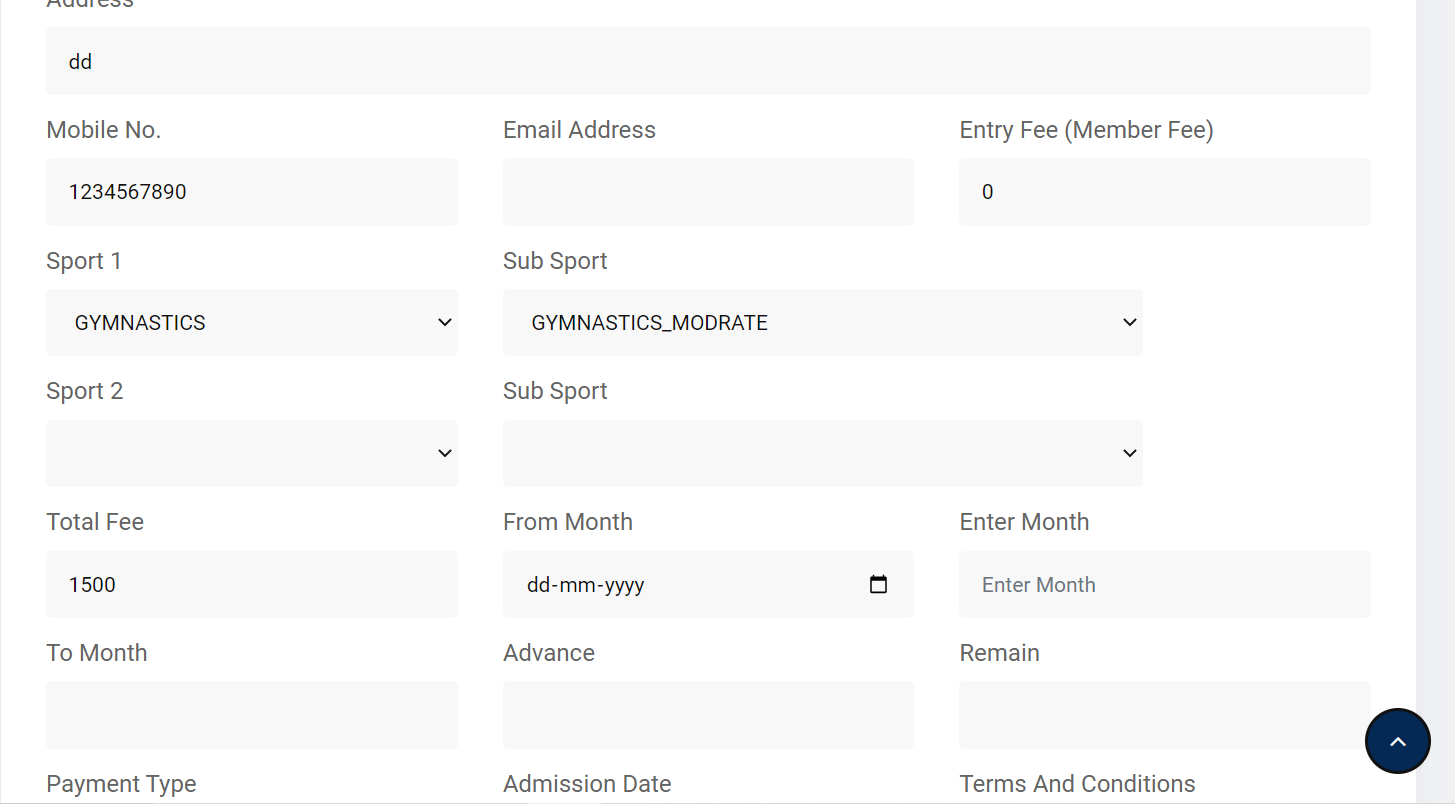 Address
dd
Mobile No.
Email Address
Entry Fee (Member Fee)
1234567890
0
Sport 1
Sub Sport
GYMNASTICS
GYMNASTICS_MODRATE
Sport 2
Sub Sport
Total Fee
From Month
Enter Month
1500
dd-mm-yyyy
Enter Month
To Month
Advance
Remain
Payment Type
Admission Date
Terms And Conditions